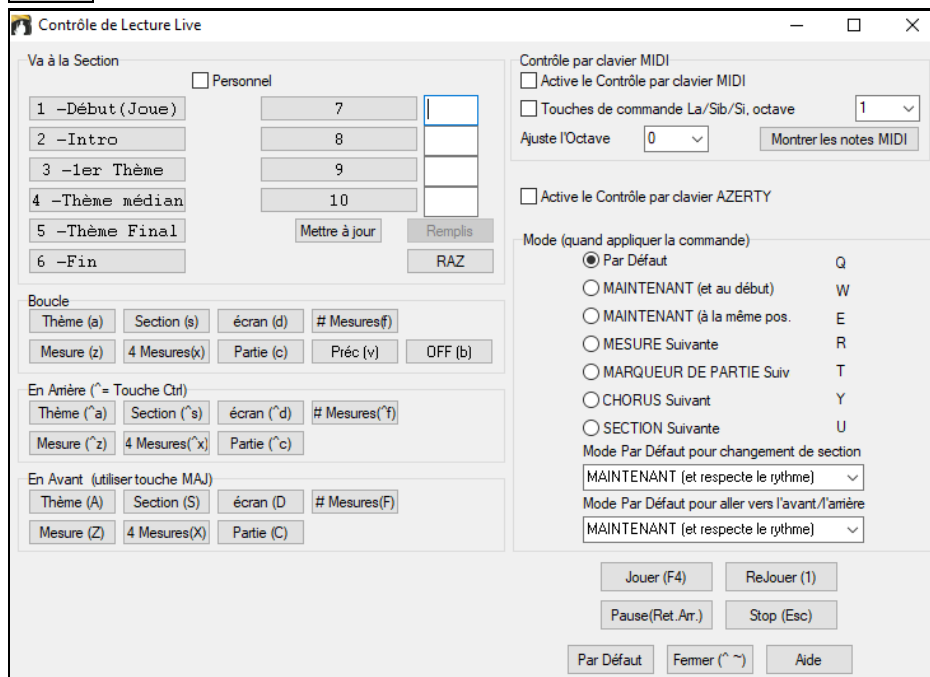 Contrôle de Lecture Live
Va à la Section
Personnel
1 –Début(Joue)
7
2 –Intro
8
3 –1er Thème
9
4 –Thème médian
10
5 –Thème Final
Mettre à jour
Remplis
6 –Fin
RAZ
Boucle
Thème (a)
Section (s)
écran (d)
# Mesures(f)
Mesure (z)
4 Mesures(x)
Partie (c)
Préc (v)
OFF (b)
En Arrière (^= Touche Ctrl)
Thème (^a)
Section (^s)
écran (^d)
# Mesures(^f)
Mesure (^z)
4 Mesures(^x)
Partie (^c)
En Avant (utiliser touche MAJ)
Thème (A)
Section (S)
écran (D
# Mesures(F)
Mesure (Z)
4 Mesures(X)
Partie (C)
Contrôle par clavier MIDI
Active le Contrôle par clavier MIDI
Touches de commande La/Sib/Si, octave
1
Ajuste l'Octave
0
Montrer les notes MIDI
Active le Contrôle par clavier AZERTY
Mode (quand appliquer la commande)
Par Défaut
Q
MAINTENANT (et au début)
W
MAINTENANT (à la même pos.
E
MESURE Suivante
R
MARQUEUR DE PARTIE Suiv
T
CHORUS Suivant
Y
SECTION Suivante
U
Mode Par Défaut pour changement de section
MAINTENANT (et respecte le rythme)
Mode Par Défaut pour aller vers l'avant/l'arrière
MAINTENANT (et respecte le rythme)
Jouer (F4)
ReJouer (1)
Pause(Ret.Arr.)
Stop (Esc)
Par Défaut
Fermer (^ ~)
Aide